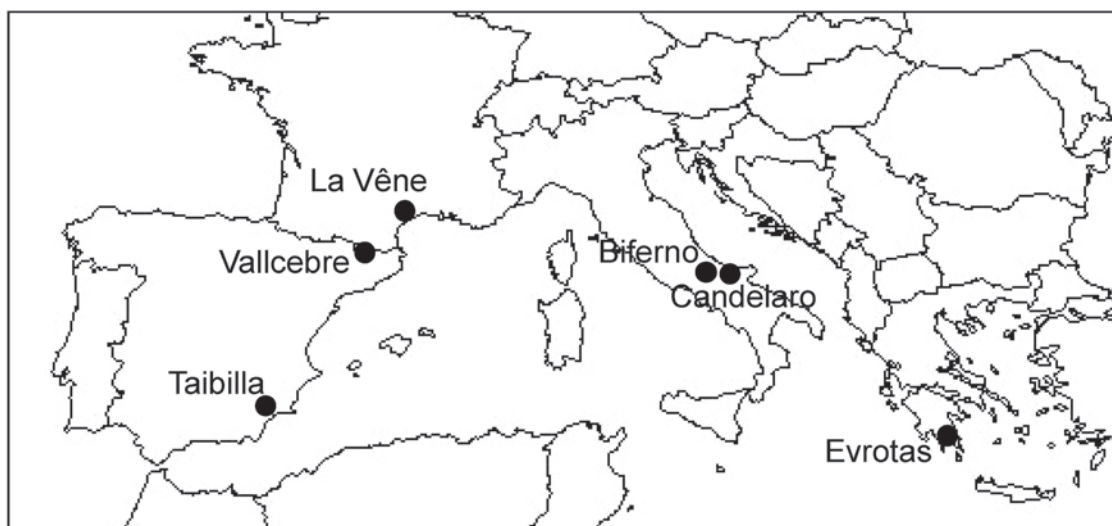 La Vêne
Vallcebre
Biferno
Candelaro
Taibilla
Evrotas